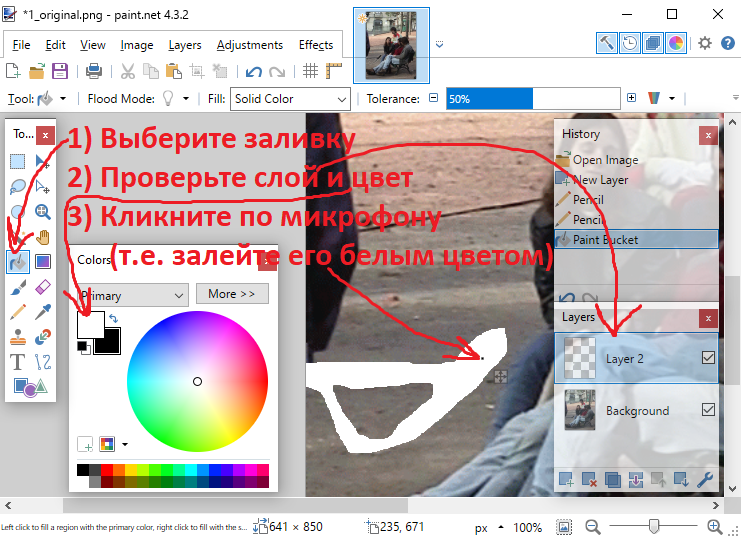 *1_original.png - paint.net 4.3.2
File Edit View Image Layers Adjustments Effects
Tool: Flood Mode: Fill: Solid Color Tolerance: 50%
To... x
1) Выберите заливку
2) Проверьте слой и цвет
3) Кликните по микрофону
(т.е. залейте его белым цветом)
History x
Open Image
New Layer
Pencil
Pencil
Paint Bucket
Colors
Primary More >>
Layers x
Layer 2
Background
T
Left click to fill a region with the primary color, right click to fill with the s... 641 × 850 235, 671 px 100%